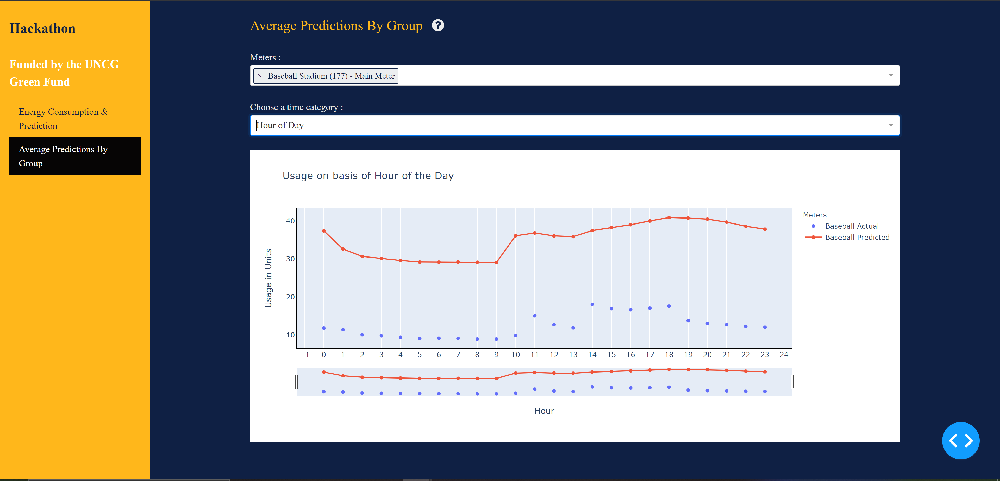 Hackathon
Funded by the UNCG
Green Fund
Energy Consumption &
Prediction
Average Predictions By
Group
Average Predictions By Group ?
Meters :
× Baseball Stadium (177) - Main Meter
Choose a time category :
Hour of Day
Usage on basis of Hour of the Day
Usage in Units
40
30
20
10
−1 0 1 2 3 4 5 6 7 8 9 10 11 12 13 14 15 16 17 18 19 20 21 22 23 24
Hour
Meters
Baseball Actual
Baseball Predicted